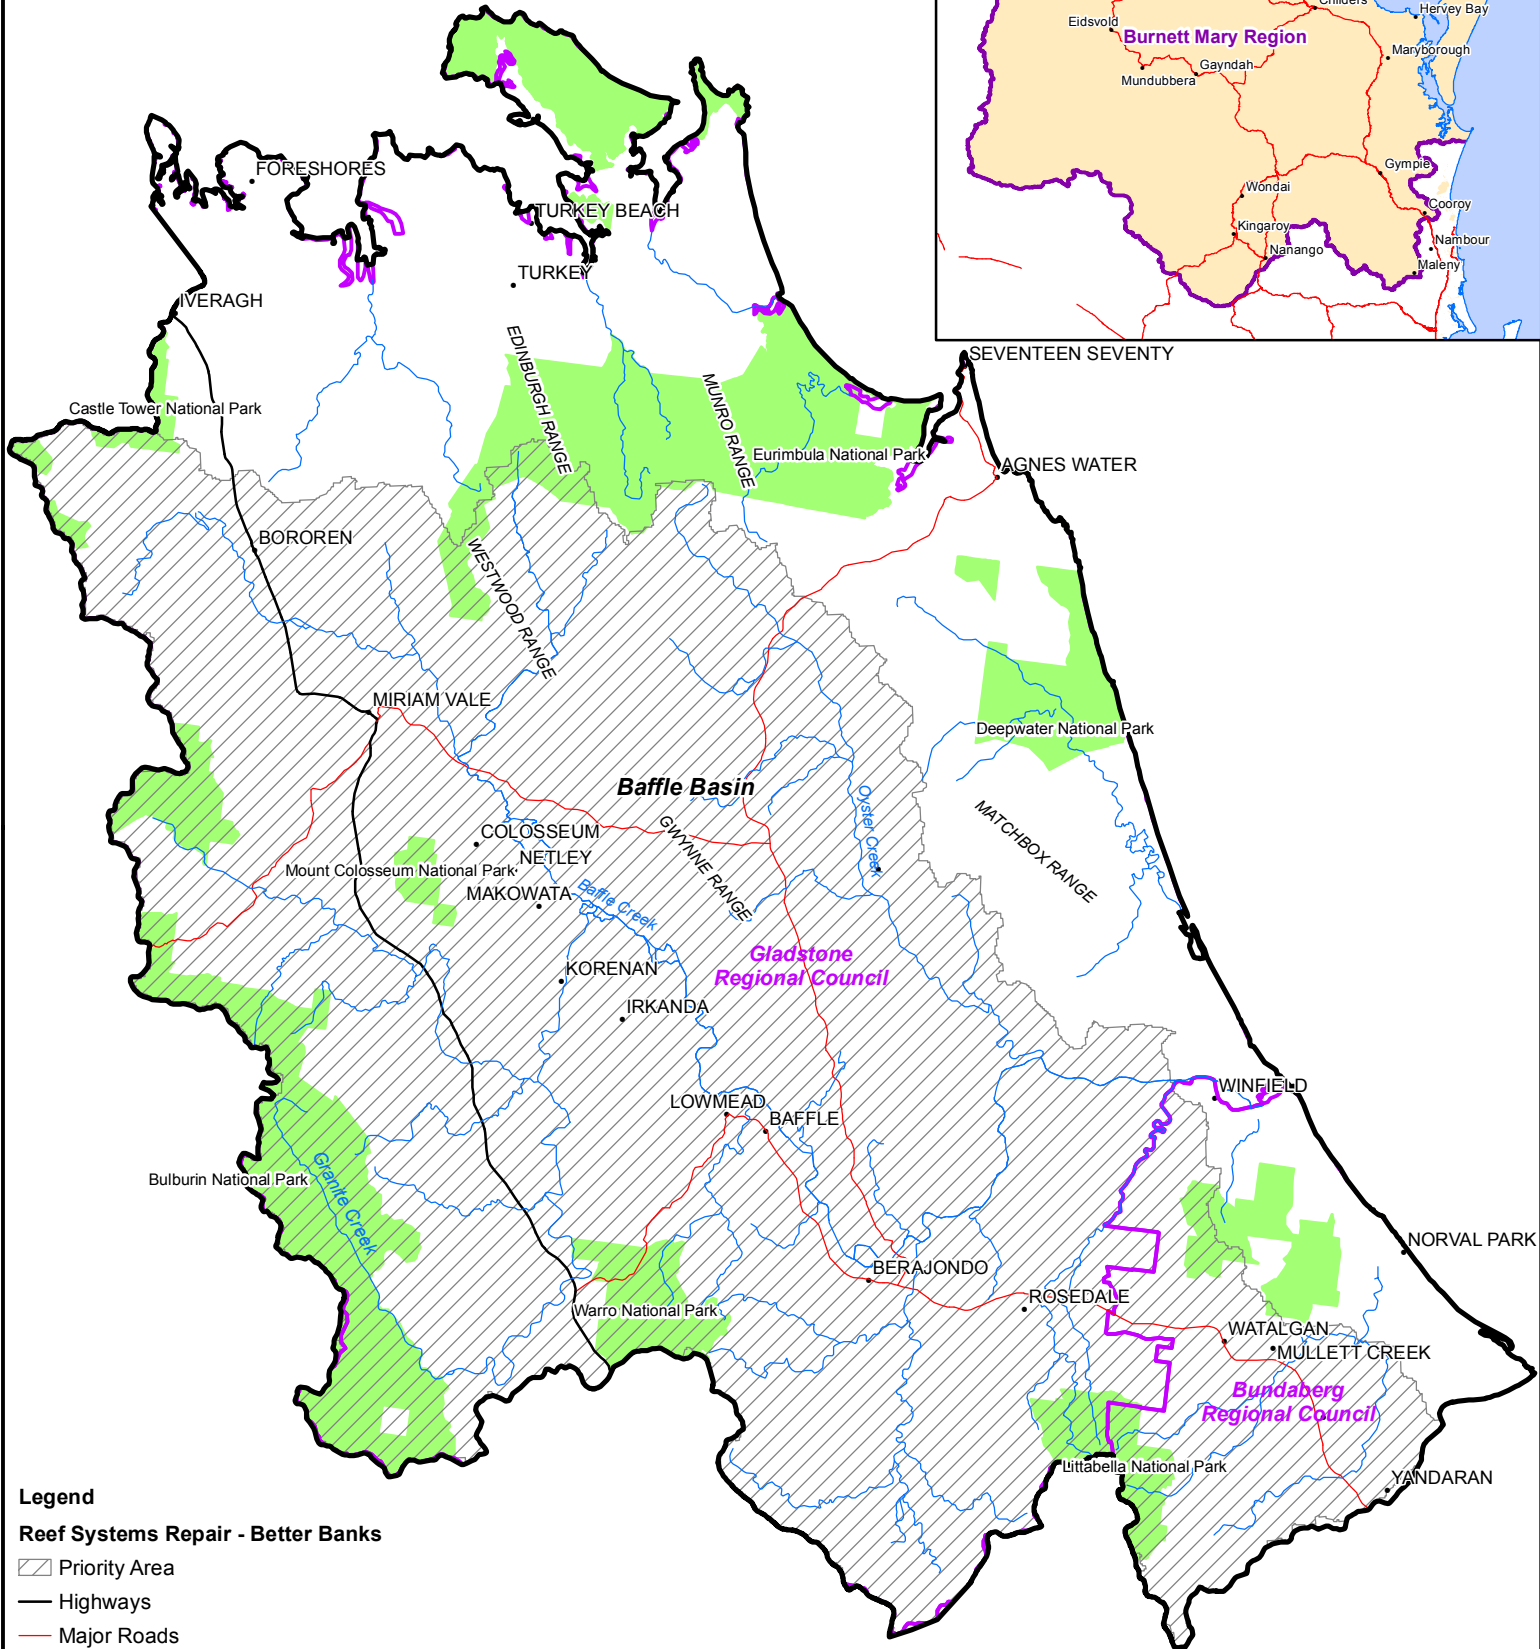 Childers
Hervey Bay
Eidsvold
Burnett Mary Region
Maryborough
Gayndah
Mundubbera
Gympie
Wondai
Cooroy
Kingaroy
Nambour
Nanango
Maleny
FORESHORES
TURKEY BEACH
TURKEY
IVERAGH
EDINBURGH RANGE
SEVENTEEN SEVENTY
MUNRO RANGE
Castle Tower National Park
Eurimbula National Park
AGNES WATER
BOROREN
WESTWOOD RANGE
MIRIAM VALE
Deepwater National Park
Baffle Basin
Oyster Creek
MATCHBOX RANGE
GWYNNE RANGE
COLOSSEUM
NETLEY
Mount Colosseum National Park
MAKOWATA
Baffle Creek
Gladstone
Regional Council
KORENAN
IRKANDA
WINFIELD
LOWMEAD
BAFFLE
Bulburin National Park
Granite Creek
NORVAL PARK
BERAJONDO
ROSEDALE
Warro National Park
WATALGAN
MULLETT CREEK
Bundaberg
Regional Council
Littabella National Park
YANDARAN
Legend
Reef Systems Repair - Better Banks
Priority Area
Highways
Major Roads